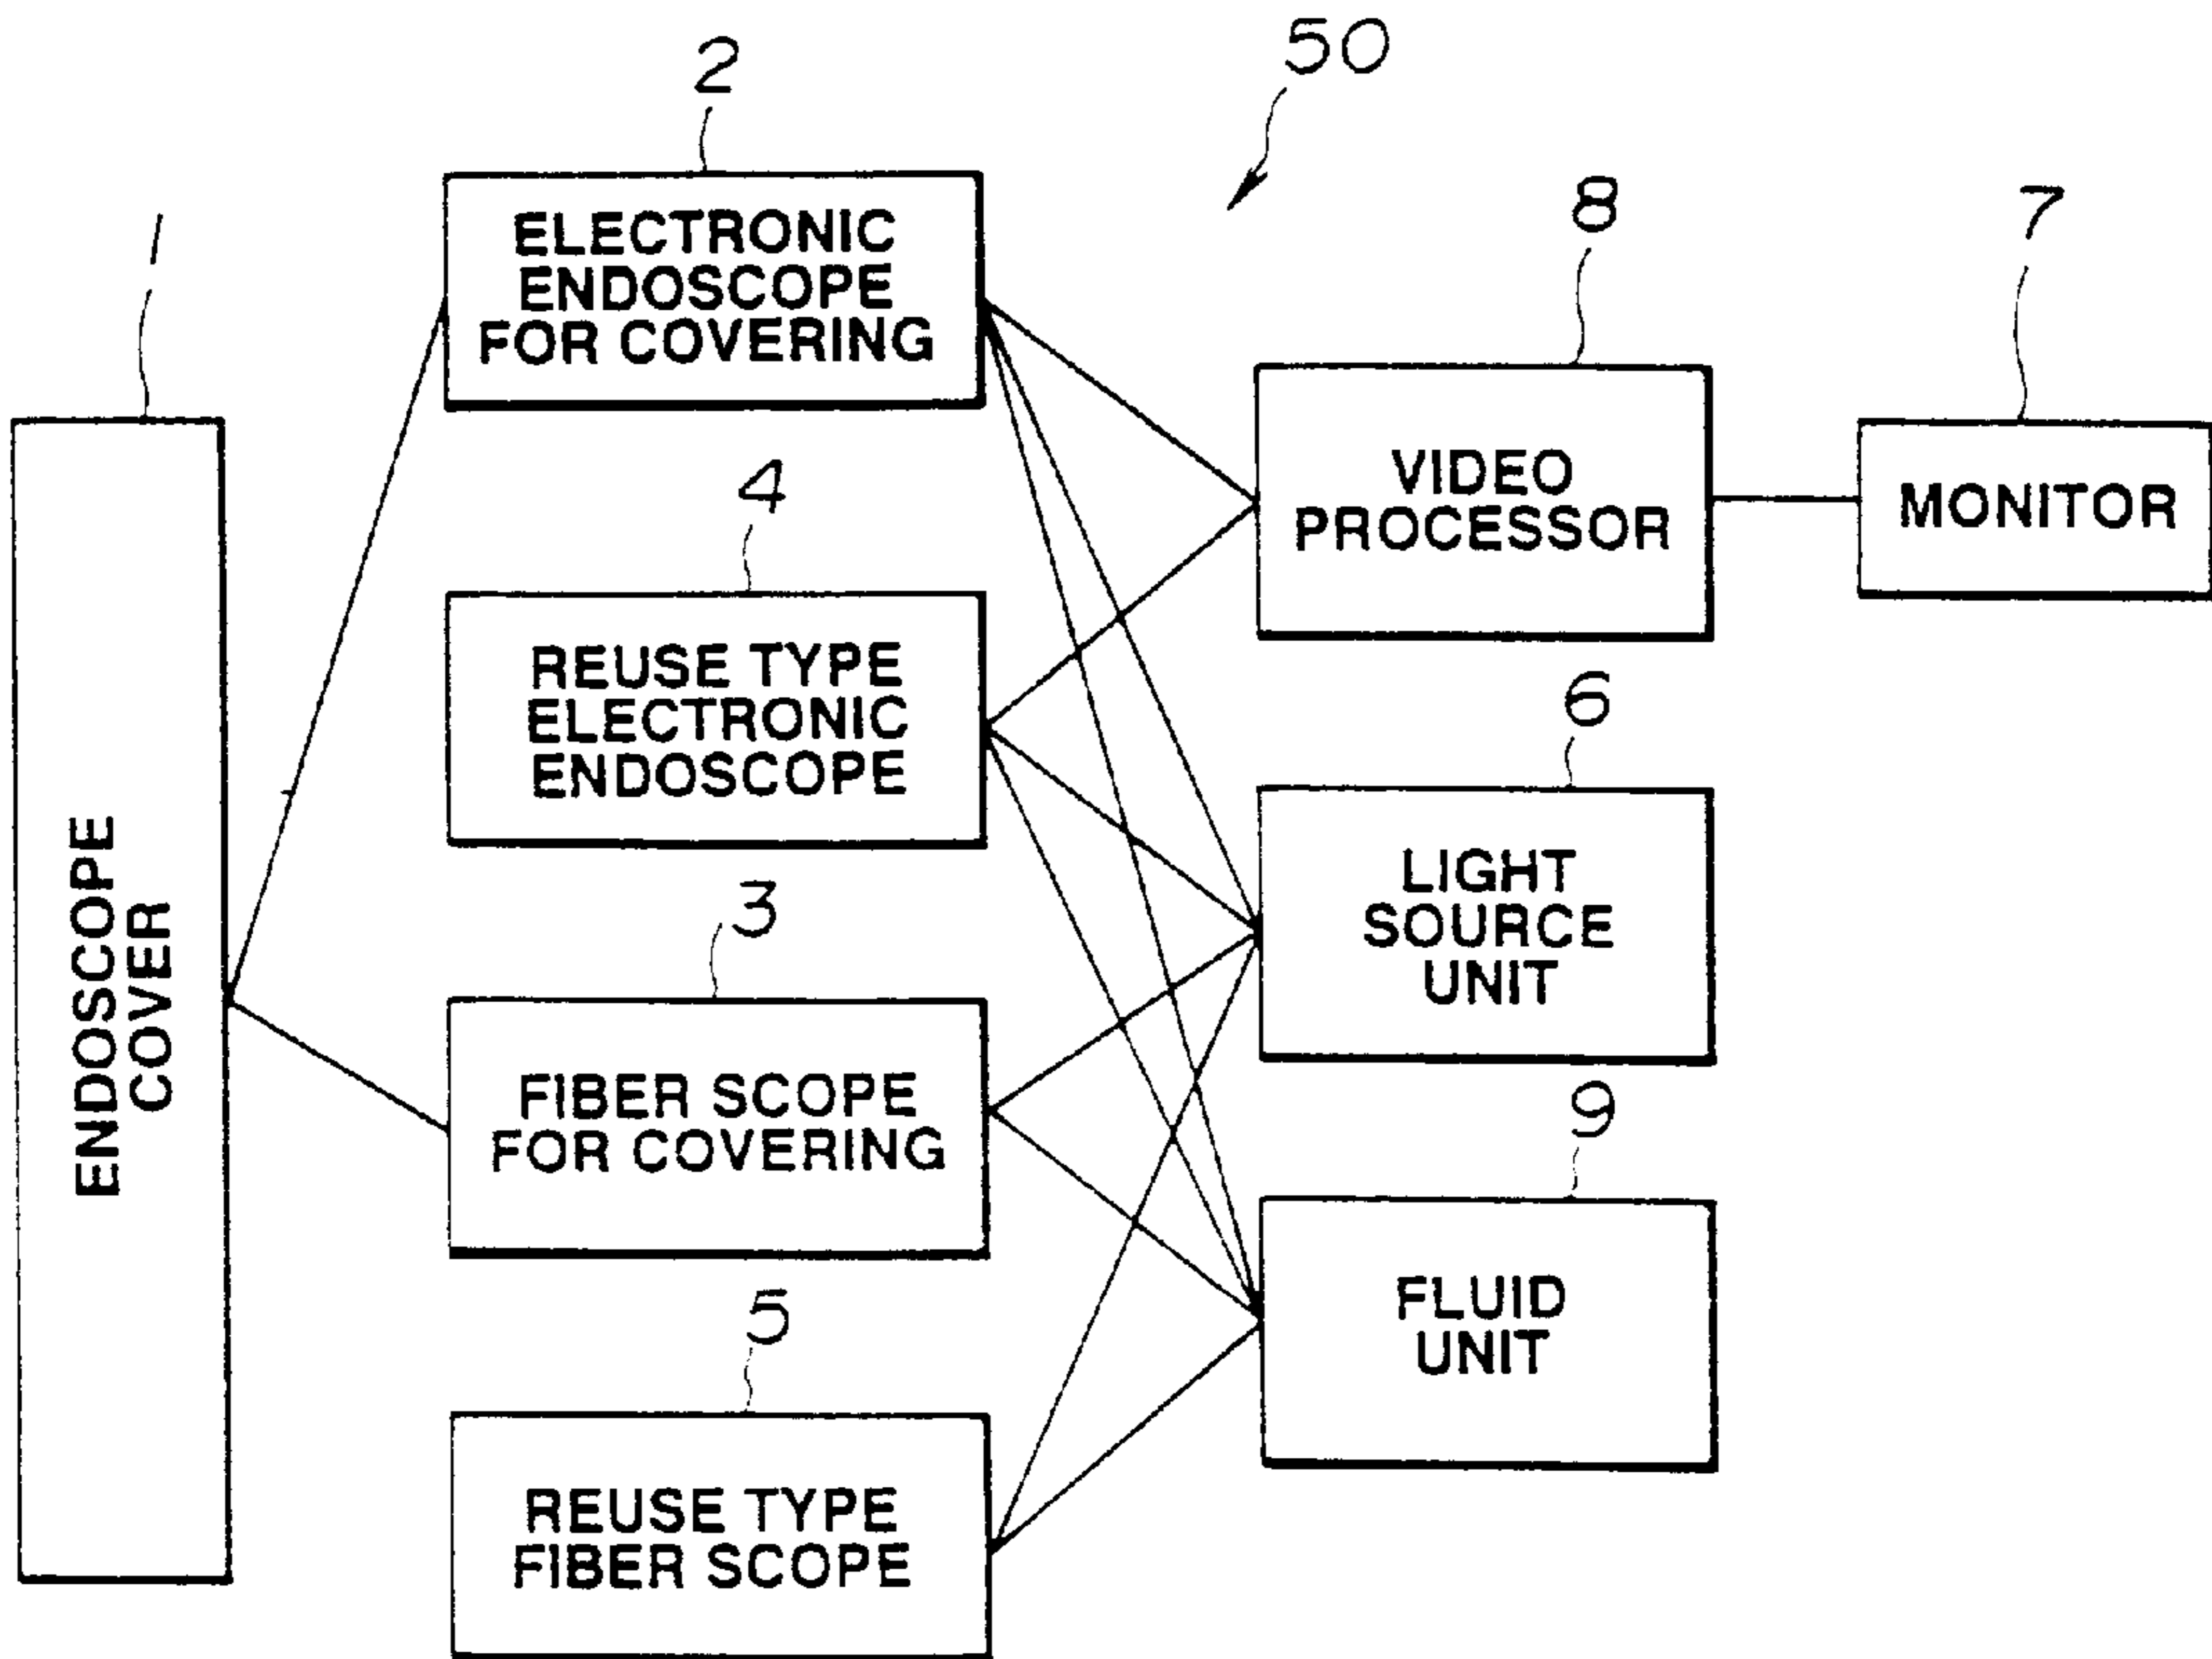 50
2
ELECTRONIC
ENDOSCOPE
FOR COVERING
8
7
1
VIDEO
PROCESSOR
MONITOR
4
REUSE TYPE
ELECTRONIC
ENDOSCOPE
6
LIGHT
SOURCE
UNIT
ENDOSCOPE
COVER
3
FIBER SCOPE
FOR COVERING
9
FLUID
UNIT
5
REUSE TYPE
FIBER SCOPE